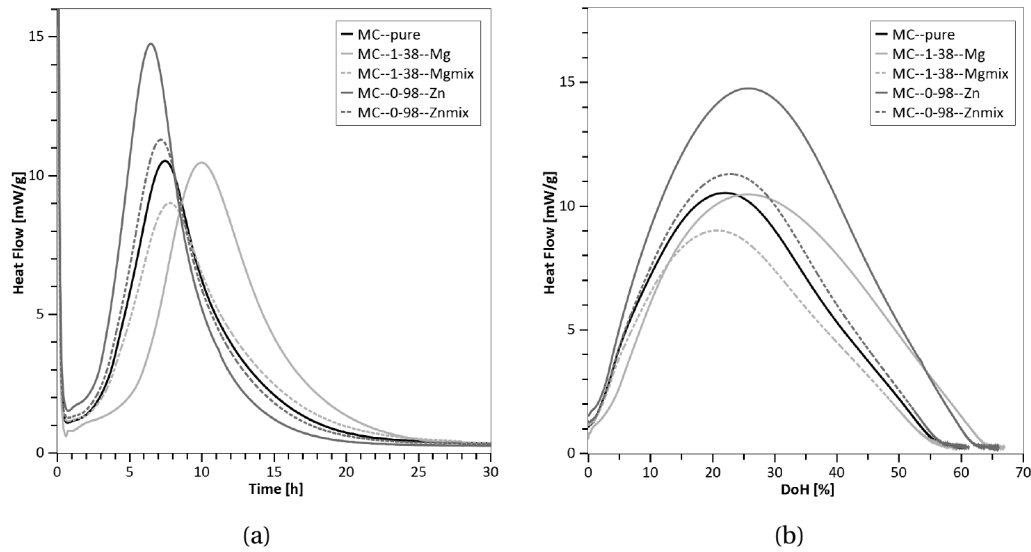 15
10
5
0
0
5
10
15
20
25
30
Heat Flow [mW/g]
Time [h]
MC--pure
MC--1-38--Mg
MC--1-38--Mgmix
MC--0-98--Zn
MC--0-98--Znmix
(a)
15
10
5
0
0
10
20
30
40
50
60
70
Heat Flow [mW/g]
DoH [%]
MC--pure
MC--1-38--Mg
MC--1-38--Mgmix
MC--0-98--Zn
MC--0-98--Znmix
(b)